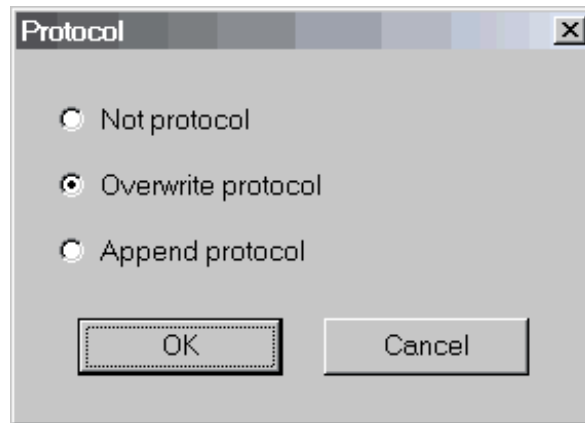 Protocol
Not protocol
Overwrite protocol
Append protocol
OK
Cancel